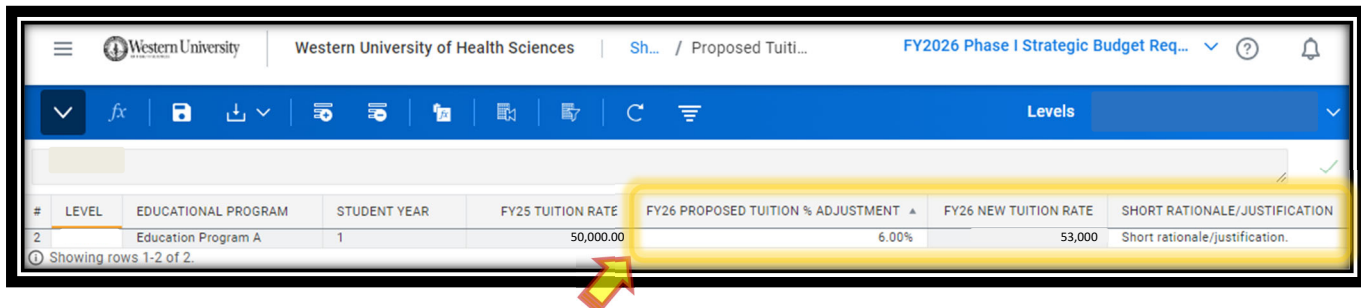 Western University Western University of Health Sciences | Sh... / Proposed Tuiti... FY2026 Phase I Strategic Budget Req...
fx Levels
# LEVEL EDUCATIONAL PROGRAM STUDENT YEAR FY25 TUITION RATE FY26 PROPOSED TUITION % ADJUSTMENT FY26 NEW TUITION RATE SHORT RATIONALE/JUSTIFICATION
2 Education Program A 1 50,000.00 6.00% 53,000 Short rationale/justification.
Showing rows 1-2 of 2.